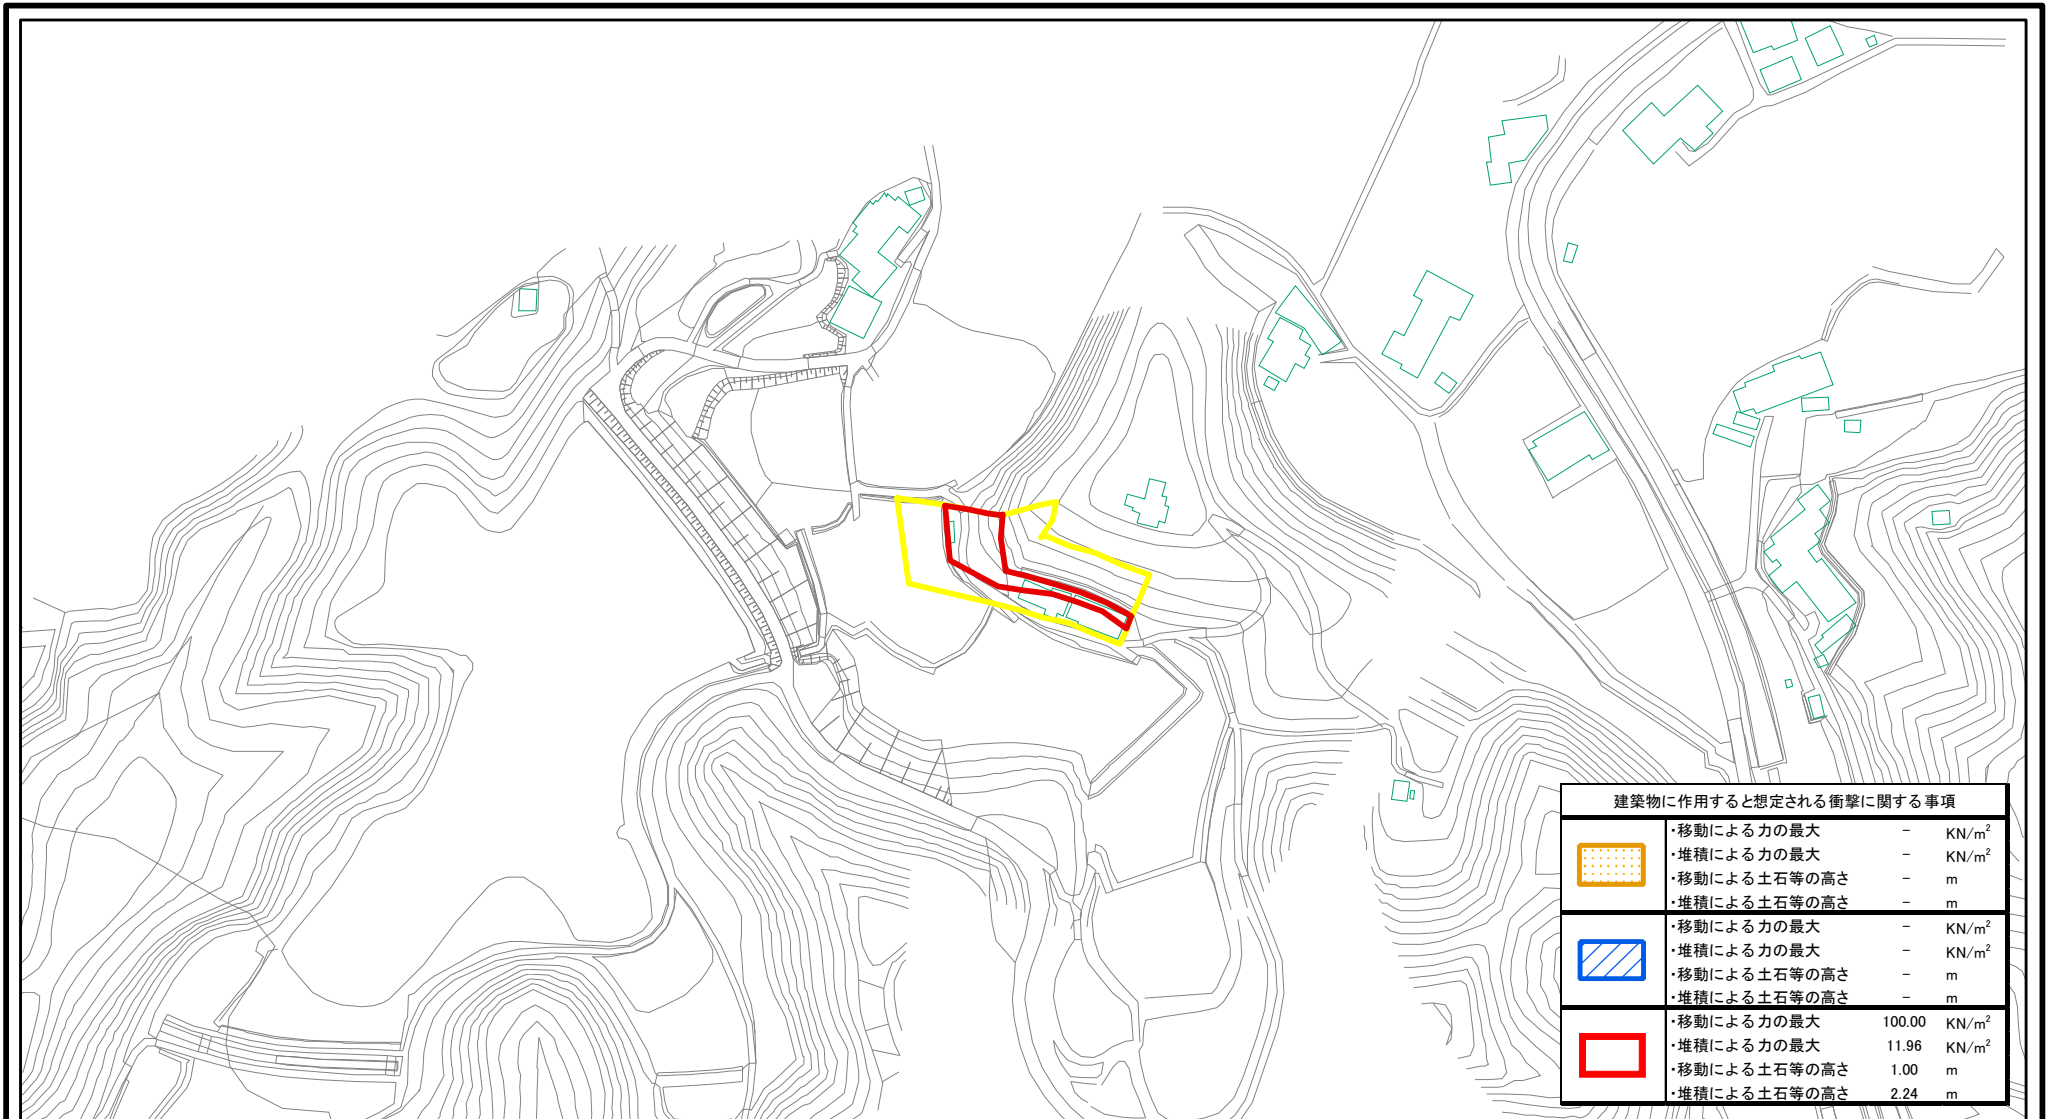 建築物に作用すると想定される衝撃に関する事項
・移動による力の最大 － KN/m²
・堆積による力の最大 － KN/m²
・移動による土石等の高さ － m
・堆積による土石等の高さ － m
・移動による力の最大 － KN/m²
・堆積による力の最大 － KN/m²
・移動による土石等の高さ － m
・堆積による土石等の高さ － m
・移動による力の最大 100.00 KN/m²
・堆積による力の最大 11.96 KN/m²
・移動による土石等の高さ 1.00 m
・堆積による土石等の高さ 2.24 m